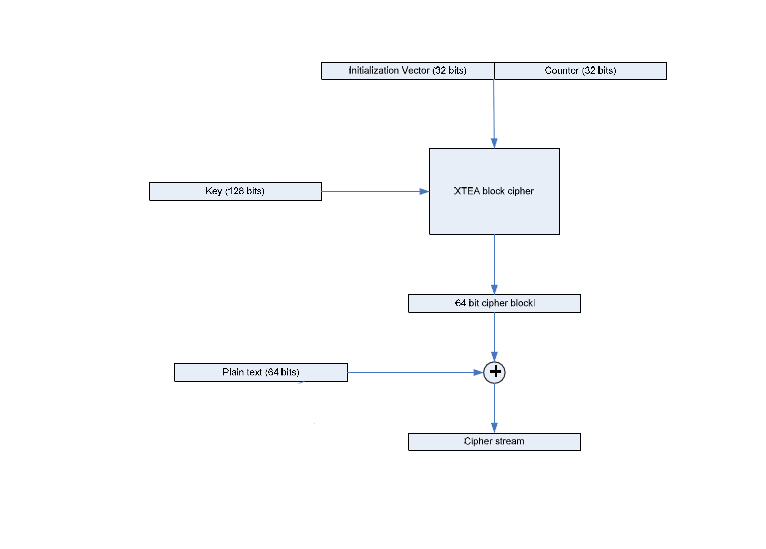 Initialization Vector (32 bits) Counter (32 bits)
Key (128 bits)
XTEA block cipher
64 bit cipher block
Plain text (64 bits)
+
Cipher stream